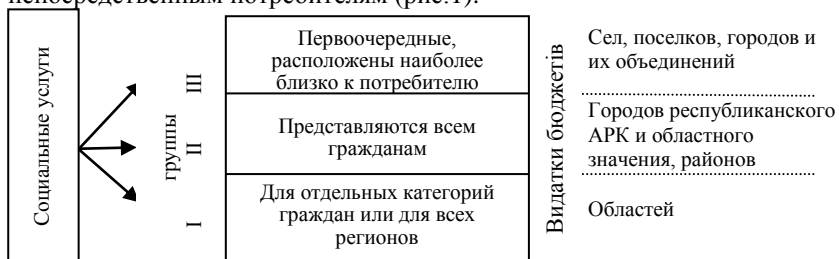 непосредственным потребителям (рис.1).
Социальные услуги
группы
III
II
I
Первоочередные,
расположены наиболее
близко к потребителю
Представляются всем
гражданам
Для отдельных категорий
граждан или для всех
регионов
Видатки бюджетів
Сел, поселков, городов и
их объединений
Городов республиканского
АРК и областного
значения, районов
Областей